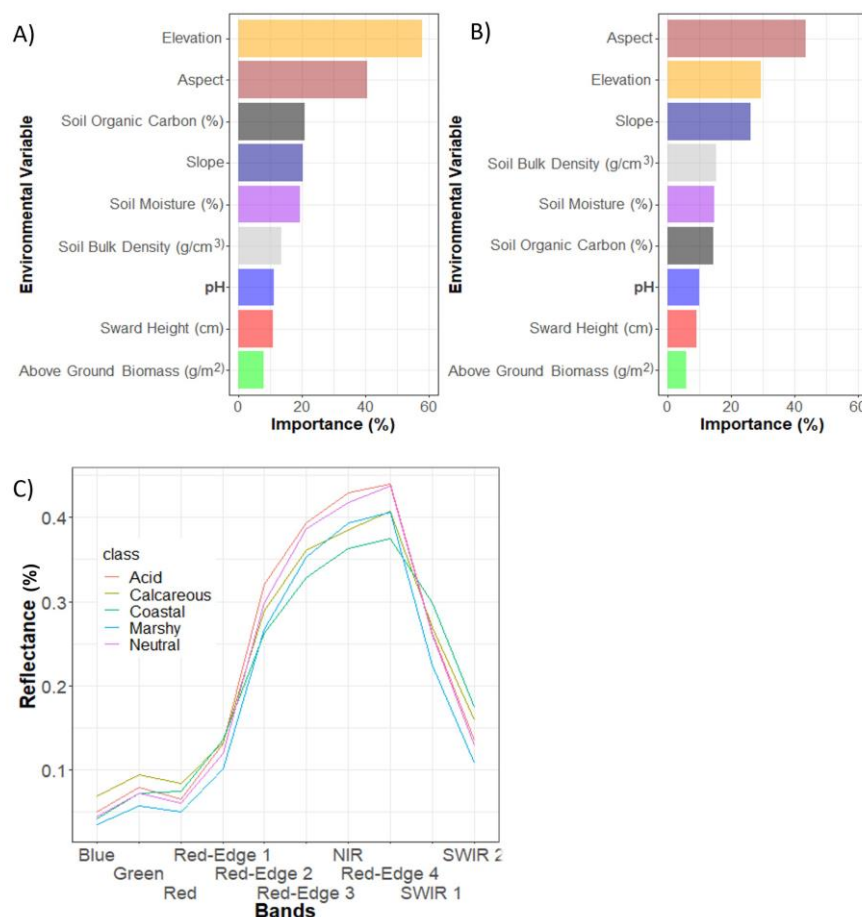 A)
Environmental Variable
Elevation
Aspect
Soil Organic Carbon (%)
Slope
Soil Moisture (%)
Soil Bulk Density (g/cm³)
pH
Sward Height (cm)
Above Ground Biomass (g/m²)
0 20 40 60
Importance (%)
B)
Environmental Variable
Aspect
Elevation
Slope
Soil Bulk Density (g/cm³)
Soil Moisture (%)
Soil Organic Carbon (%)
pH
Sward Height (cm)
Above Ground Biomass (g/m²)
0 20 40 60
Importance (%)
C)
Reflectance (%)
0.4
0.3
0.2
0.1
class
Acid
Calcareous
Coastal
Marshy
Neutral
Blue Red-Edge 1 NIR SWIR 2
Green Red-Edge 2 Red-Edge 4
Red Red-Edge 3 SWIR 1
Bands